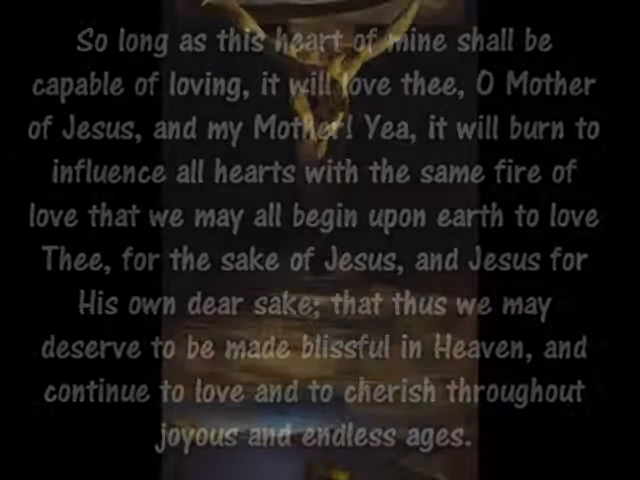 So long as this heart of mine shall be
capable of loving, it will love thee, O Mother
of Jesus, and my Mother! Yea, it will burn to
influence all hearts with the same fire of
love that we may all begin upon earth to love
Thee, for the sake of Jesus, and Jesus for
His own dear sake; that thus we may
deserve to be made blissful in Heaven, and
continue to love and to cherish throughout
joyous and endless ages.